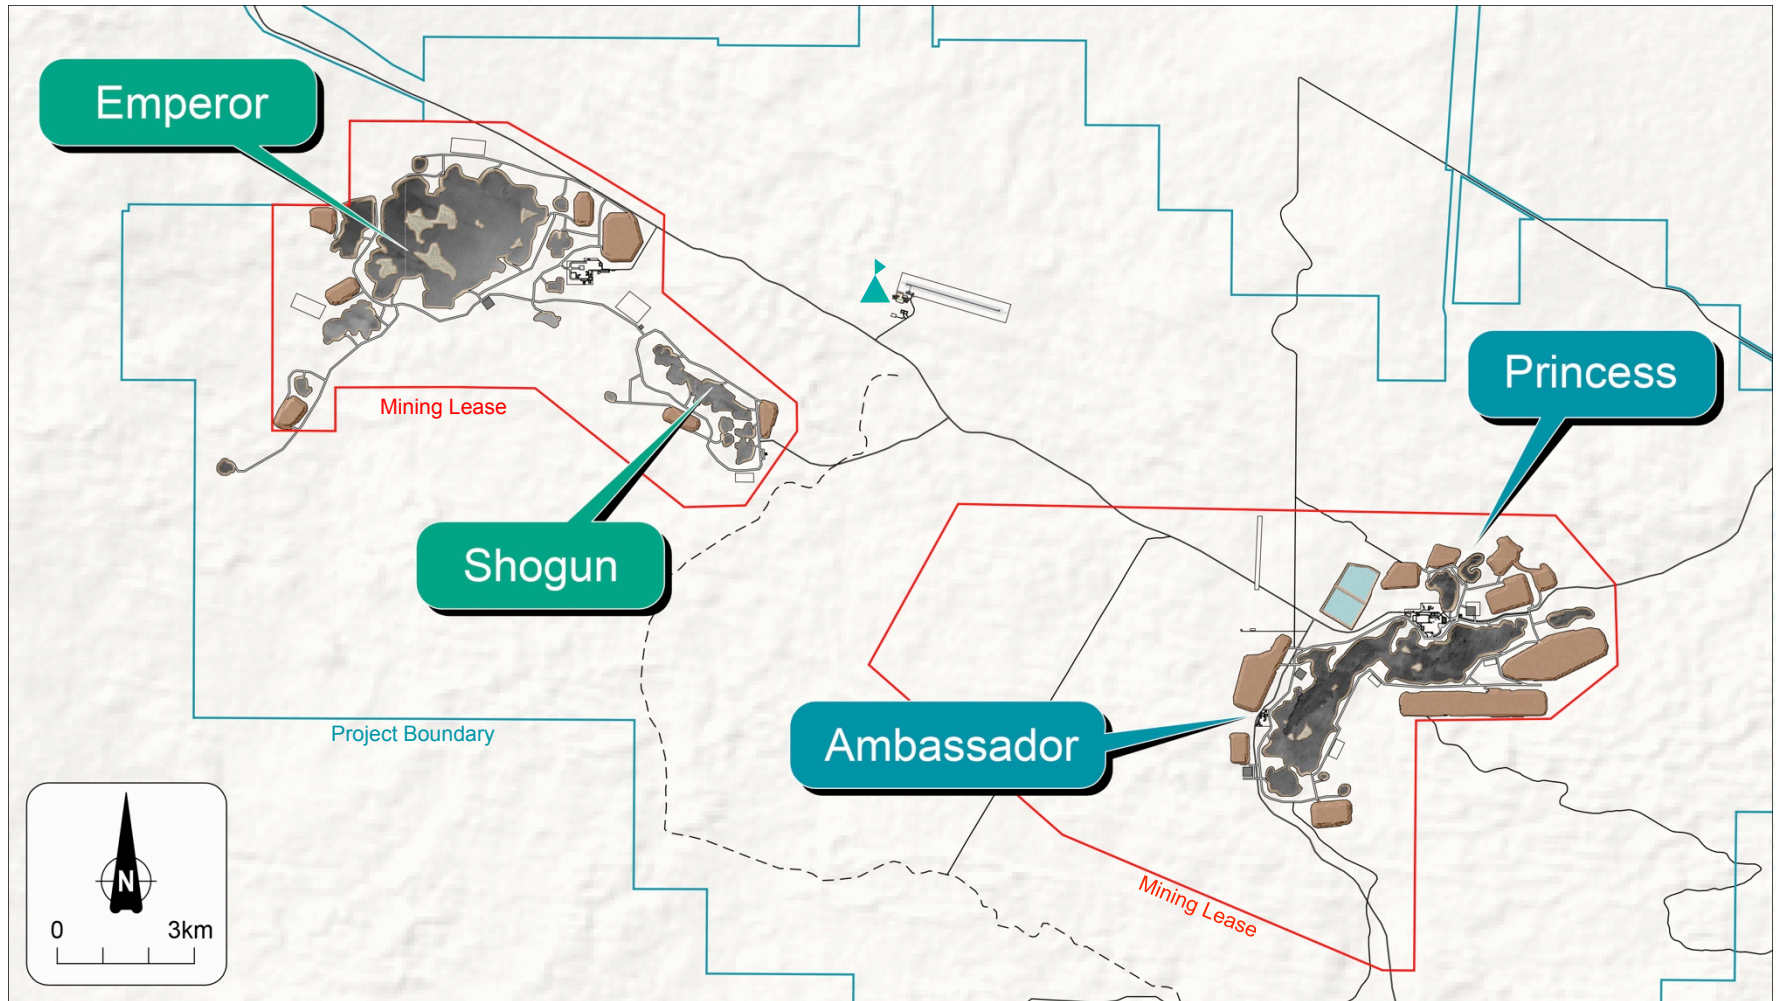 Emperor
Princess
Mining Lease
Shogun
Project Boundary
Ambassador
Mining Lease
N
0 3km